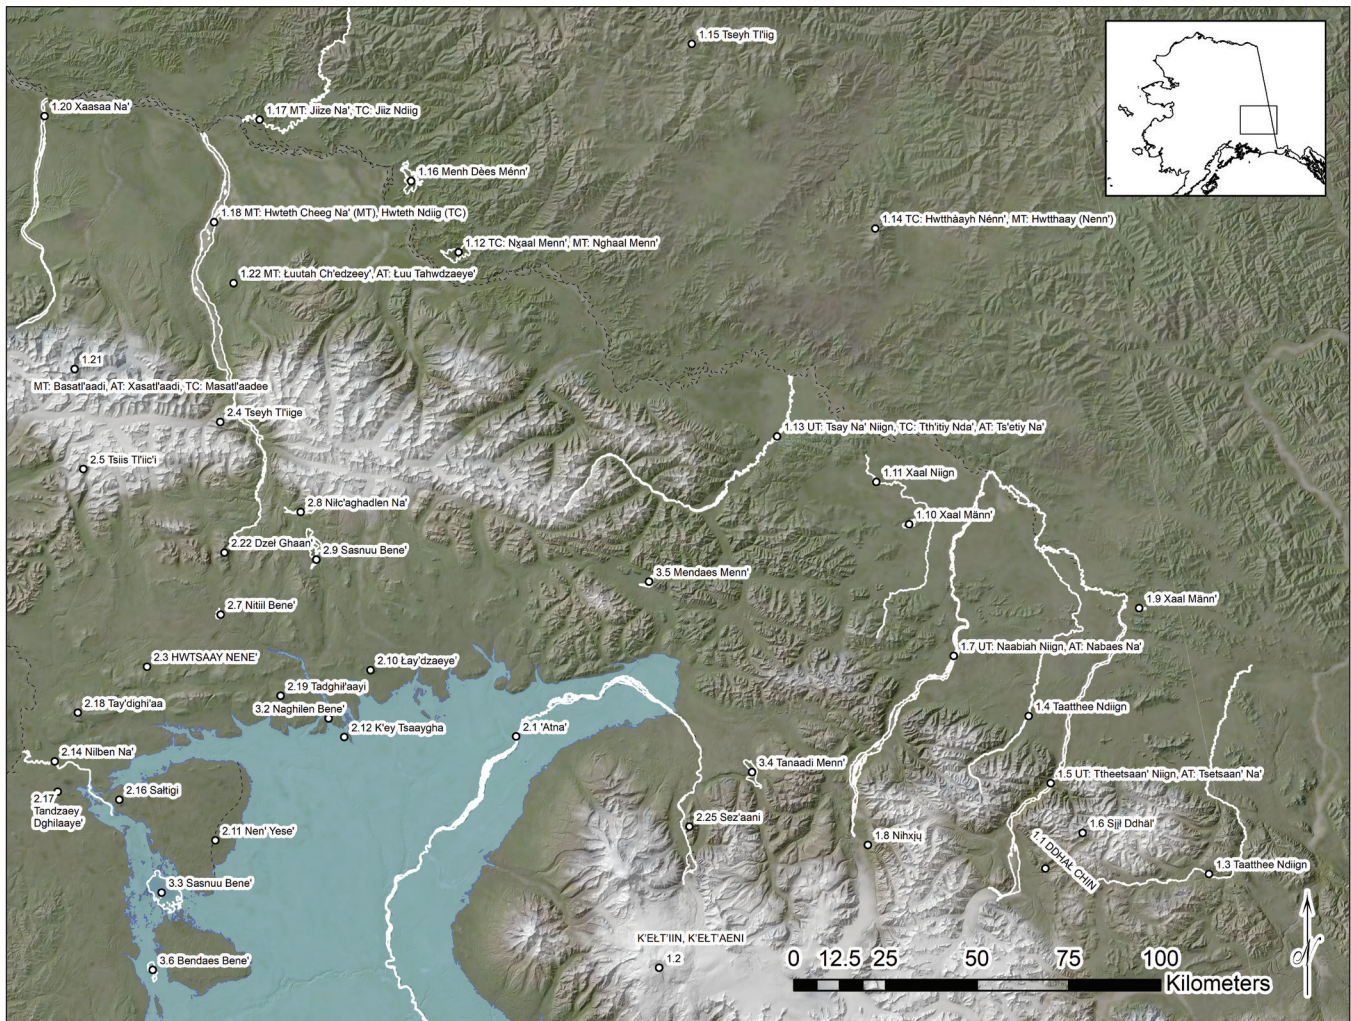 1.15 Tseyh Tl'iig
1.20 Xaasaa Na'
1.17 MT: Jiize Na', TC: Jiiz Ndiig
1.16 Menh Dèes Ménn'
1.18 MT: Hwteth Cheeg Na' (MT), Hwteth Ndiig (TC)
1.14 TC: Hwtthàayh Nénn', MT: Hwtthaay (Nenn')
1.12 TC: Nx̱aal Menn', MT: Nghaal Menn'
1.22 MT: Łuutah Ch'edzeey', AT: Łuu Tahwdzaeye'
1.21
MT: Basatl'aadi, AT: Xasatl'aadi, TC: Masatl'aadee
2.4 Tseyh Tl'iige
1.13 UT: Tsay Na' Niign, TC: Tth'itiy Nda', AT: Ts'etiy Na'
2.5 Tsiis Tl'iic'i
1.11 Xaal Niign
2.8 Niłc'aghadlen Na'
1.10 Xaal Männ'
2.22 Dzeł Ghaan'
2.9 Sasnuu Bene'
3.5 Mendaes Menn'
1.9 Xaal Männ'
2.7 Nitiil Bene'
1.7 UT: Naabiah Niign, AT: Nabaes Na'
2.3 HWTSAAY NENE'
2.10 Łay'dzaeye'
2.19 Tadghił'aayi
3.2 Naghilen Bene'
2.18 Tay'dighi'aa
1.4 Taatthee Ndiign
2.12 K'ey Tsaaygha
2.1 'Atna'
2.14 Nilben Na'
3.4 Tanaadi Menn'
1.5 UT: Ttheetsaan' Niign, AT: Tsetsaan' Na'
2.17
Tandzaey
Dghilaaye'
2.16 Sałtigi
2.25 Sez'aani
1.6 Sįįł Ddhäl'
2.11 Nen' Yese'
1.8 Nihxįų
1.1 DDHAŁ CHIN
1.3 Taatthee Ndiign
3.3 Sasnuu Bene'
K'EŁT'IIN, K'EŁT'AENI
1.2
3.6 Bendaes Bene'
0 12.5 25 50 75 100
Kilometers
N